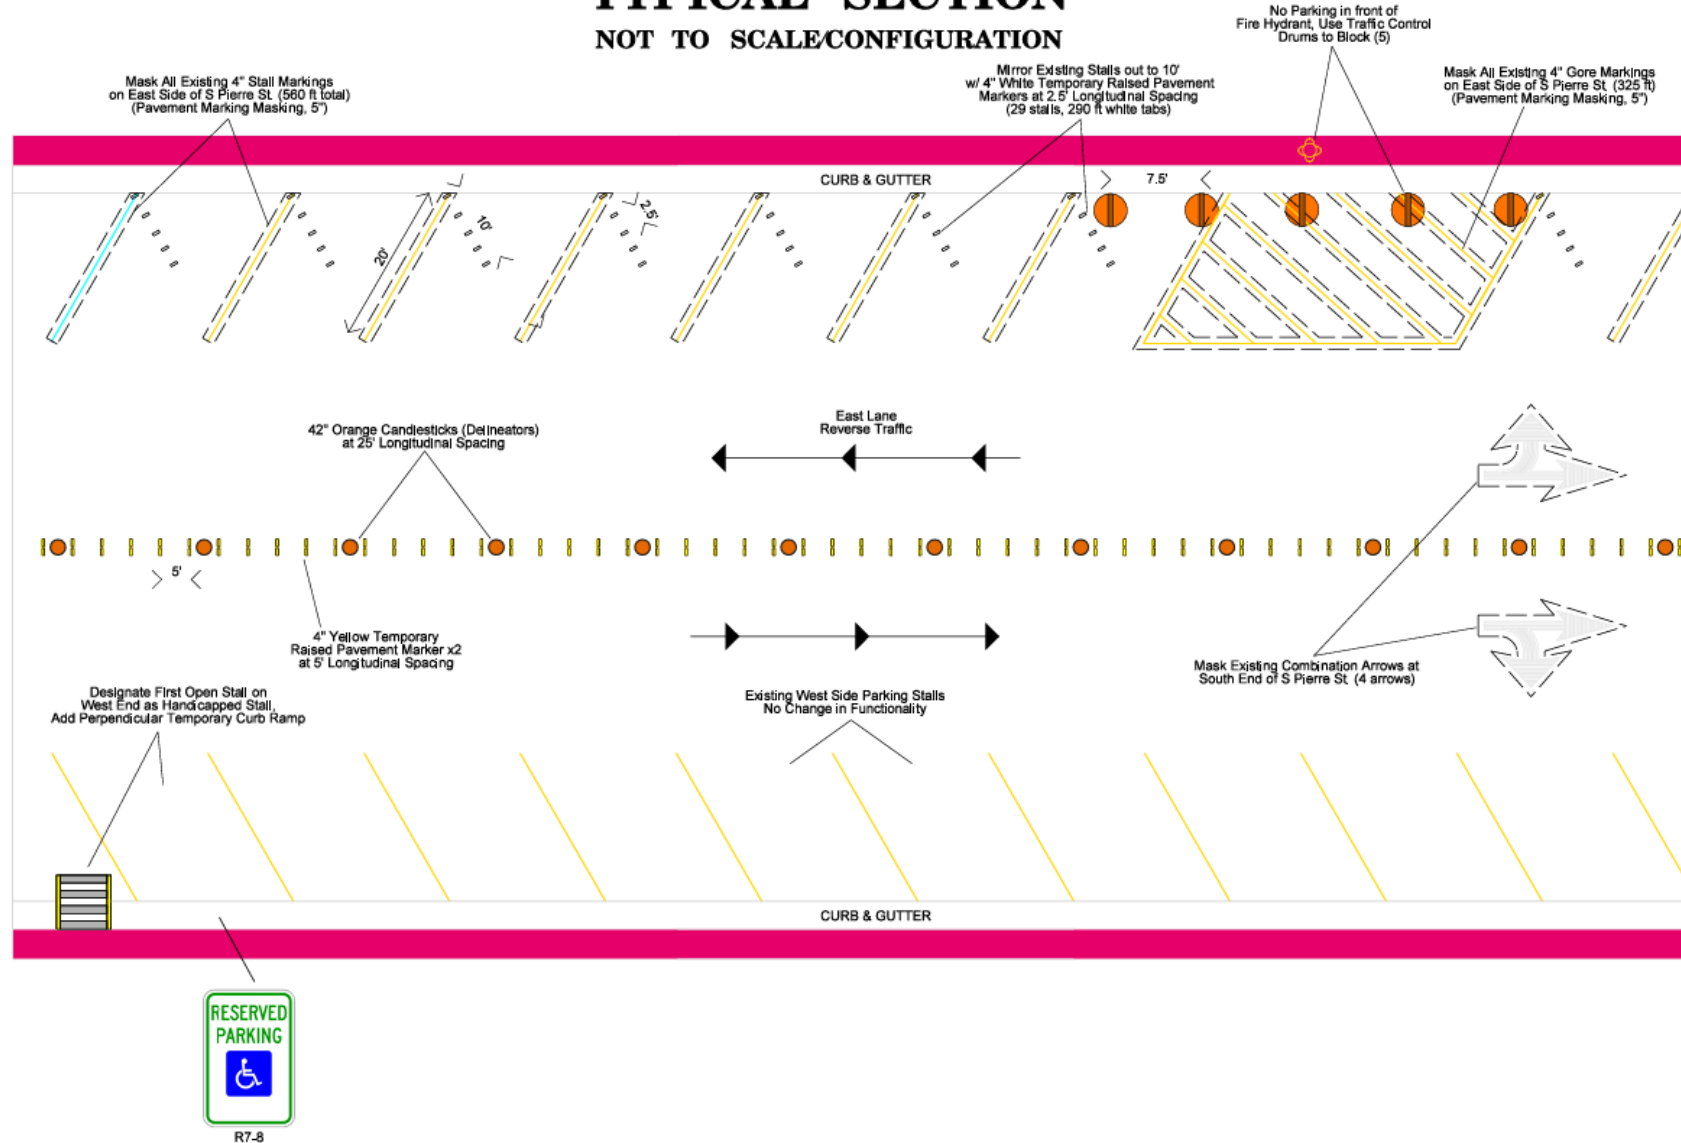 TYPICAL SECTION
NOT TO SCALE/CONFIGURATION
No Parking in front of
Fire Hydrant, Use Traffic Control
Drums to Block (5)
Mask All Existing 4" Stall Markings
on East Side of S Pierre St. (560 ft total)
(Pavement Marking Masking, 5")
Mirror Existing Stalls out to 10'
w/ 4" White Temporary Raised Pavement
Markers at 2.5' Longitudinal Spacing
(29 stalls, 290 ft white tabs)
Mask All Existing 4" Gore Markings
on East Side of S Pierre St. (325 ft)
(Pavement Marking Masking, 5")
CURB & GUTTER
7.5'
2.5'
10'
20'
42" Orange Candlesticks (Delineators)
at 25' Longitudinal Spacing
East Lane
Reverse Traffic
5'
4" Yellow Temporary
Raised Pavement Marker x2
at 5' Longitudinal Spacing
Mask Existing Combination Arrows at
South End of S Pierre St. (4 arrows)
Designate First Open Stall on
West End as Handicapped Stall,
Add Perpendicular Temporary Curb Ramp
Existing West Side Parking Stalls
No Change in Functionality
CURB & GUTTER
RESERVED
PARKING
R7-8